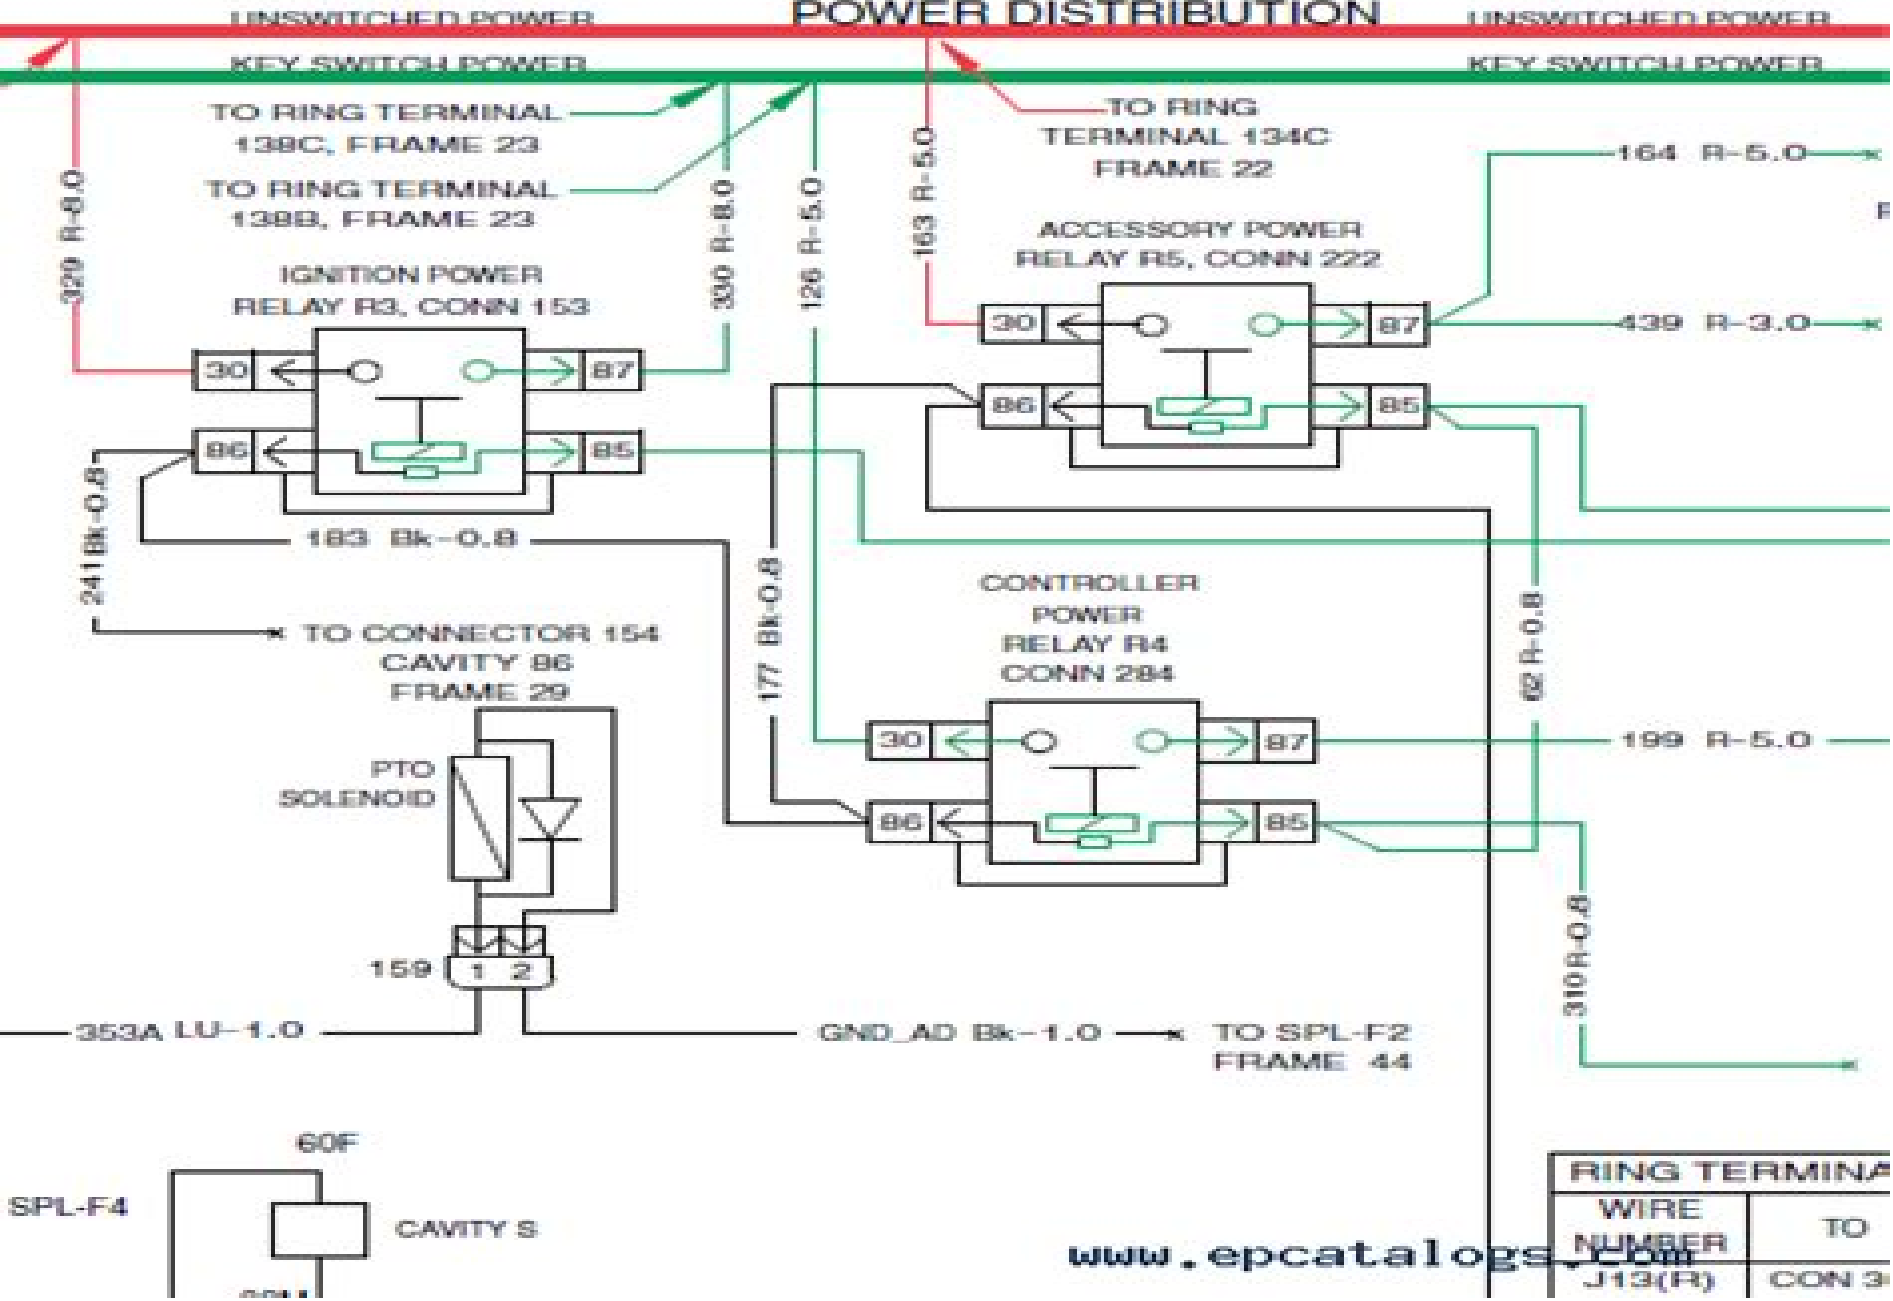 POWER DISTRIBUTION
UNSWITCHED POWER
UNSWITCHED POWER
KEY SWITCH POWER
KEY SWITCH POWER
TO RING TERMINAL
138C, FRAME 23
TO RING TERMINAL
138B, FRAME 23
TO RING
TERMINAL 134C
FRAME 22
329 R-8.0
330 R-8.0
126 R-5.0
163 R-5.0
164 R-5.0
IGNITION POWER
RELAY R3, CONN 153
30
87
86
85
ACCESSORY POWER
RELAY R5, CONN 222
30
87
86
85
439 R-3.0
241Bk-0.8
183 Bk-0.8
TO CONNECTOR 154
CAVITY 86
FRAME 29
177 Bk-0.8
62 R-0.8
CONTROLLER
POWER
RELAY R4
CONN 284
30
87
86
85
199 R-5.0
310R-0.8
PTO
SOLENOID
159
1 2
353A LU-1.0
GND_AD Bk-1.0
TO SPL-F2
FRAME 44
60F
SPL-F4
CAVITY S
RING TERMINA
WIRE
NUMBER
TO
J13(R)
CON 3
www.epcatalogs.com